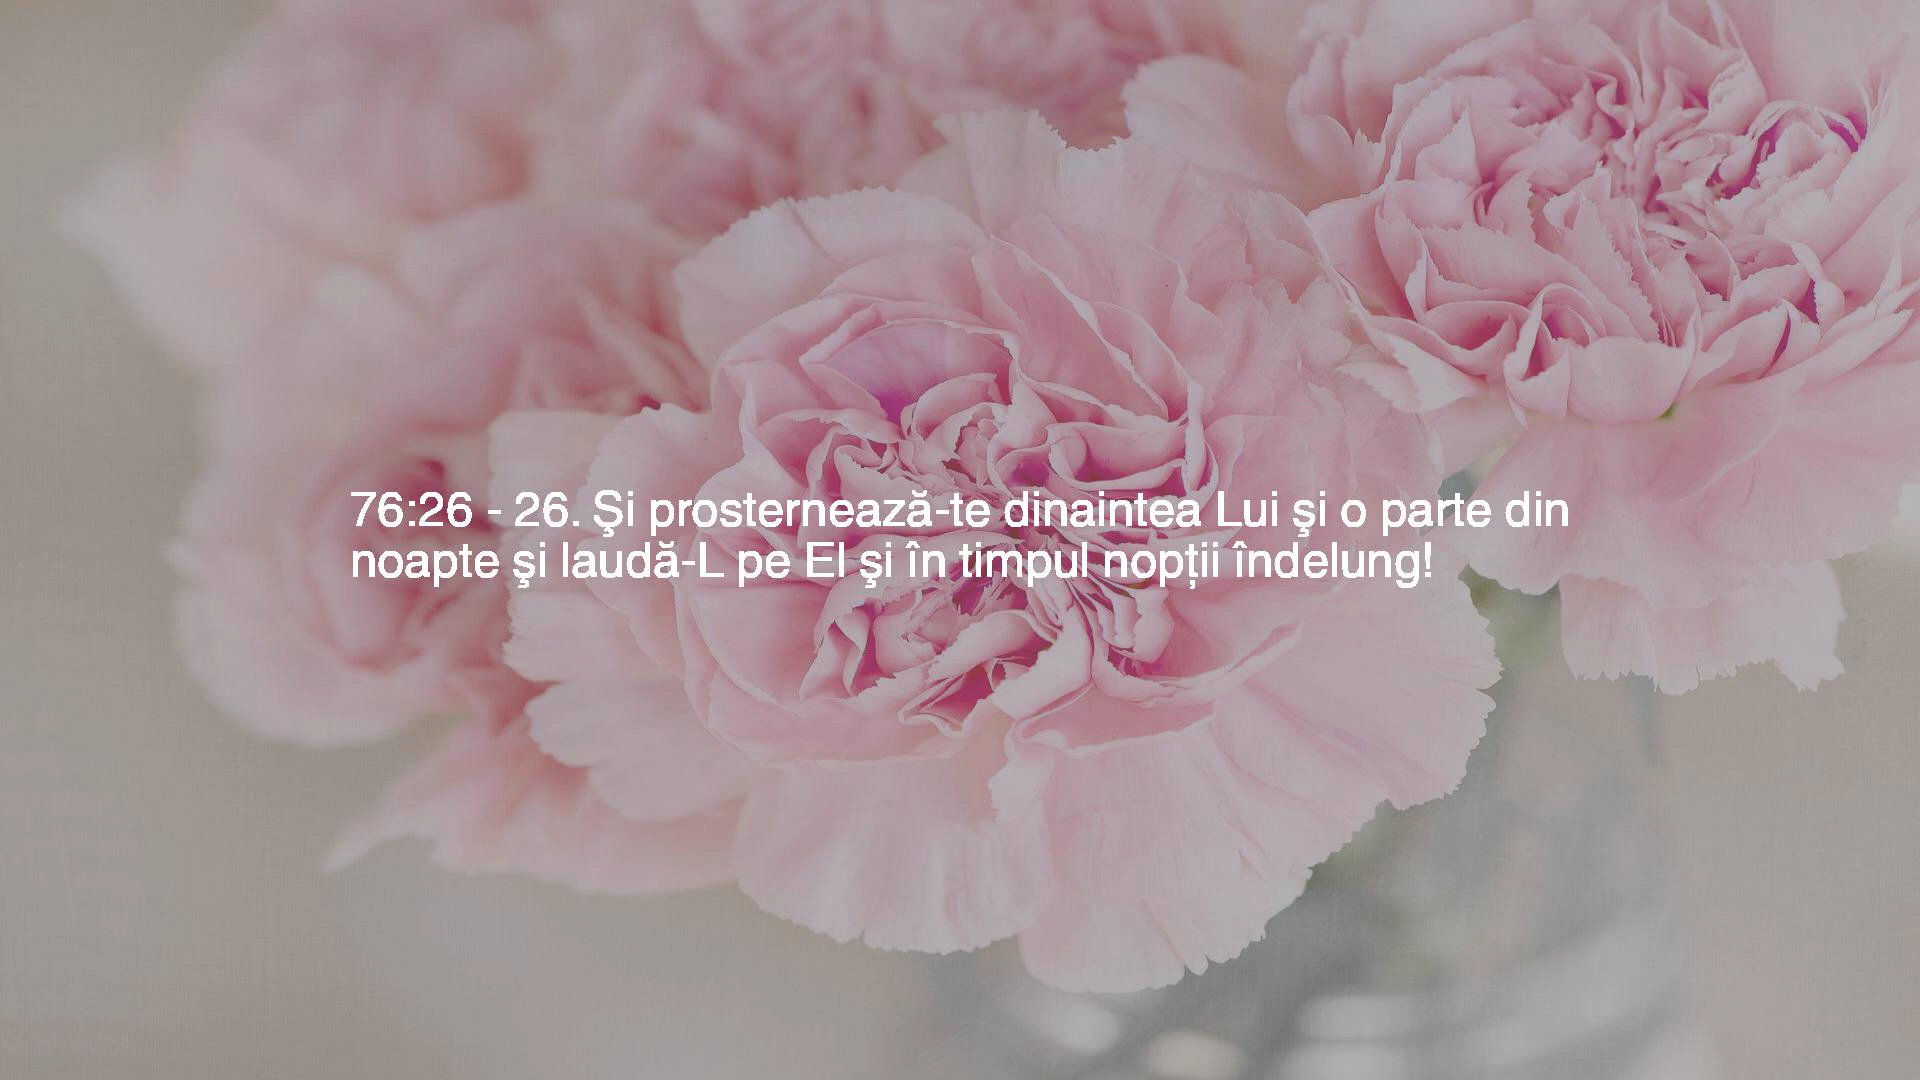 76:26 - 26. Şi prosternează-te dinaintea Lui şi o parte din
noapte şi laudă-L pe El şi în timpul nopții îndelung!